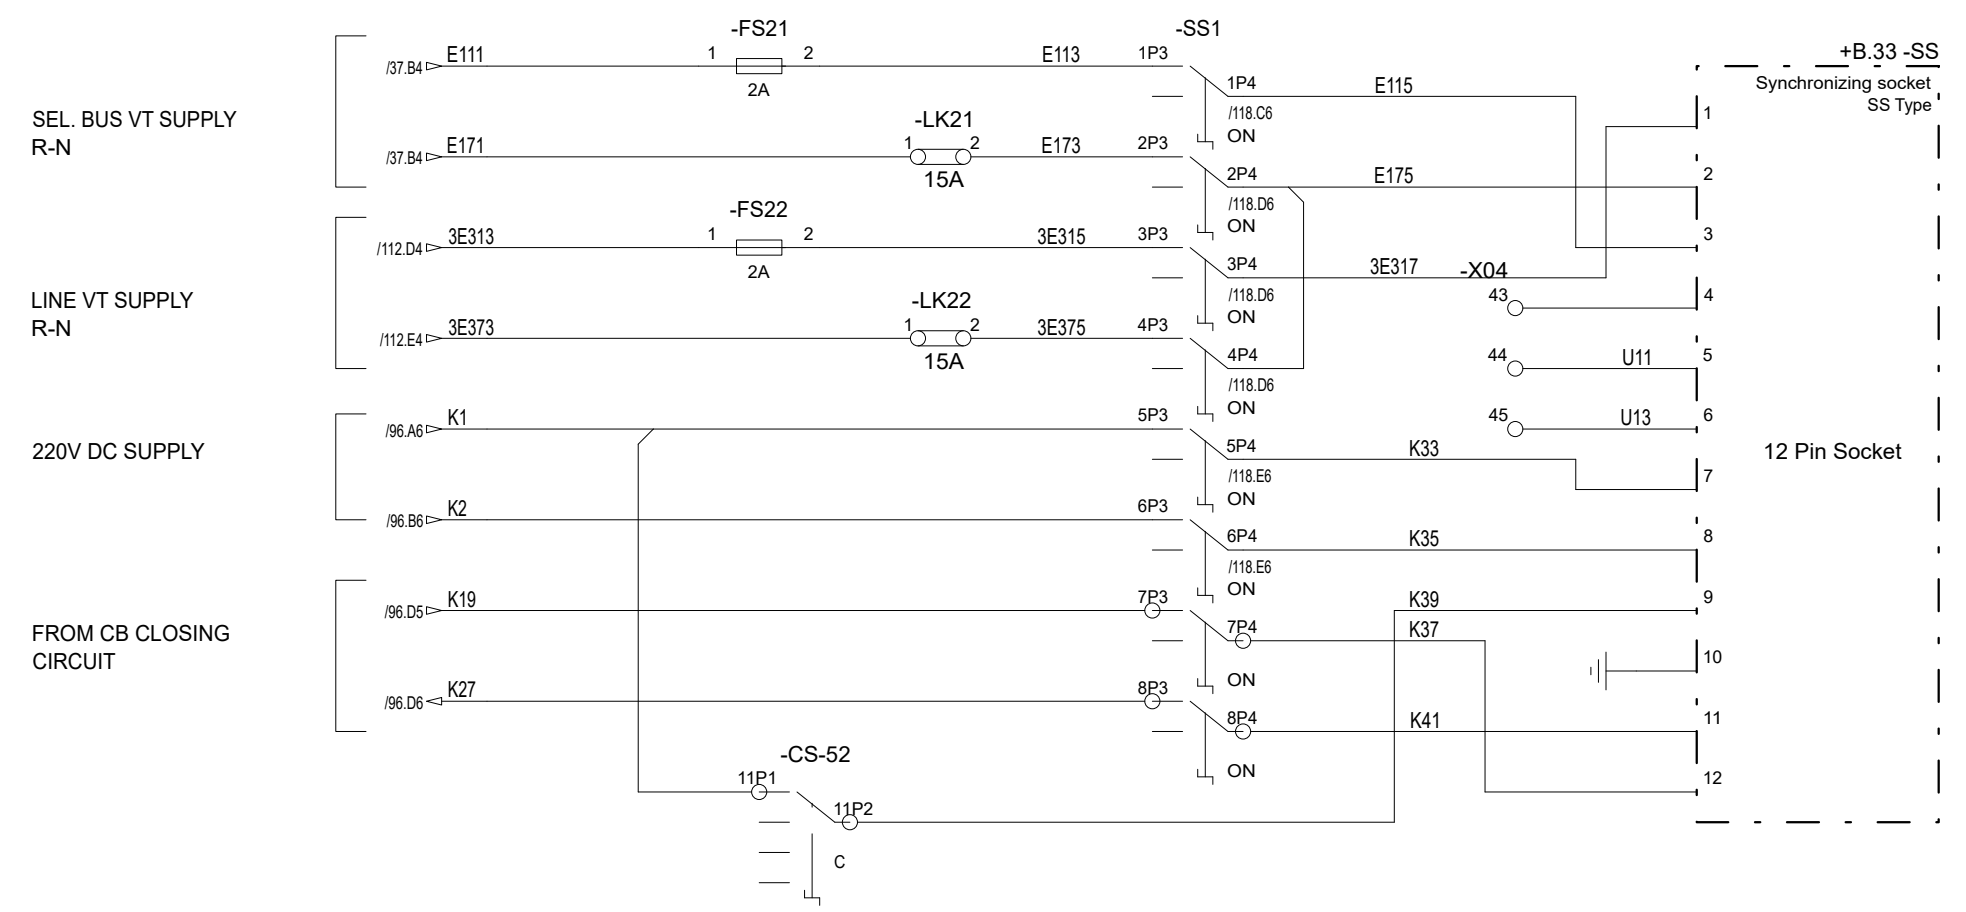 -FS21
-SS1
+B.33 -SS
/37.B4 E111 1 2 E113 1P3
2A
1P4 E115
Synchronizing socket
SS Type
/118.C6
ON
1
SEL. BUS VT SUPPLY
R-N
-LK21
/37.B4 E171 1 2 E173 2P3
15A
2P4 E175 2
/118.D6
ON
-FS22
/112.D4 3E313 1 2 3E315 3P3
2A
3
3P4 3E317 -X04
/118.D6
ON
43 4
LINE VT SUPPLY
R-N
-LK22
/112.E4 3E373 1 2 3E375 4P3
15A
4P4
/118.D6
ON
44 U11 5
/96.A6 K1 5P3
45 U13 6
220V DC SUPPLY
5P4 K33
/118.E6
ON
7
12 Pin Socket
/96.B6 K2 6P3
6P4 K35 8
/118.E6
ON
/96.D5 K19 7P3
K39 9
FROM CB CLOSING
CIRCUIT
7P4 K37
ON
10
/96.D6 K27 8P3
8P4 K41 11
ON
-CS-52
11P1
12
11P2
C